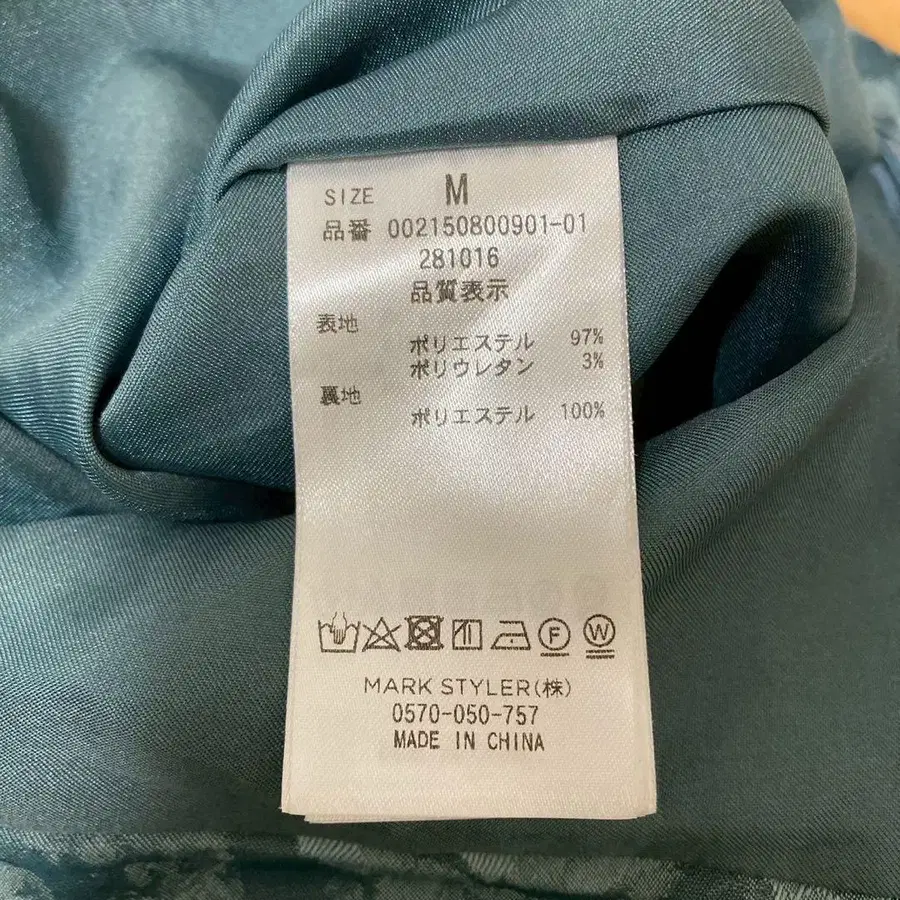 SIZE M
品番 002150800901-01
281016
品質表示
表地
ポリエステル 97%
ポリウレタン 3%
裏地
ポリエステル 100%
F W
MARK STYLER(株)
0570-050-757
MADE IN CHINA